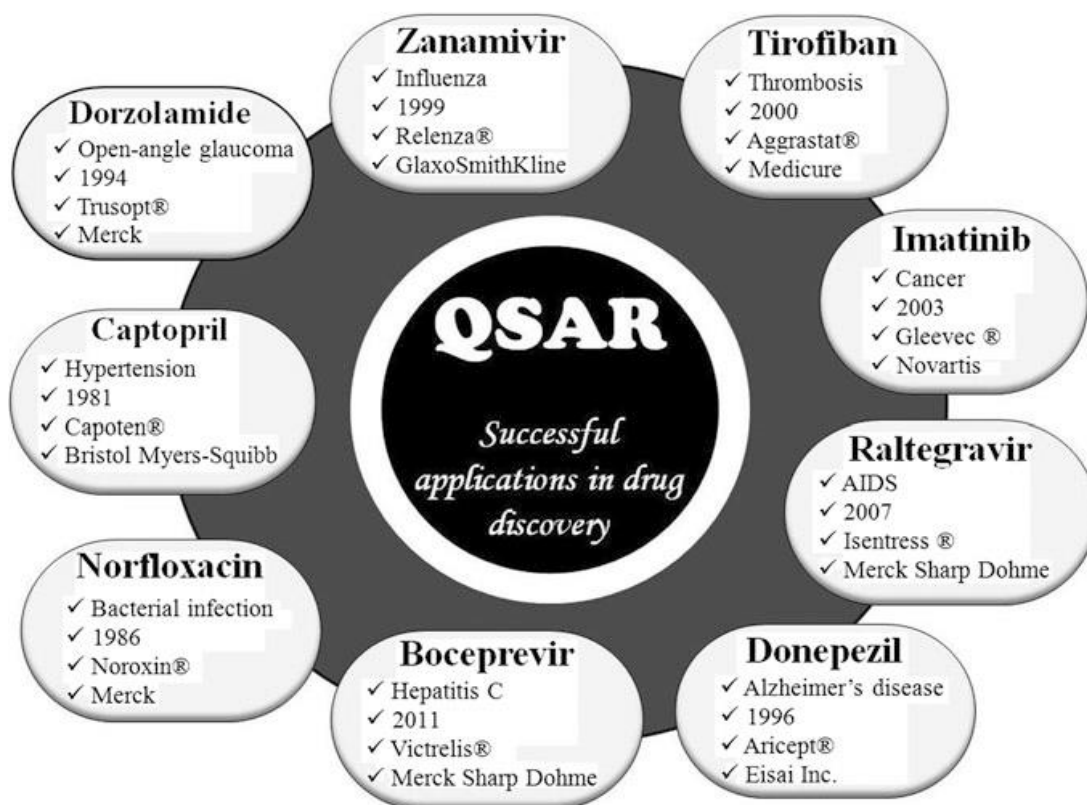 Zanamivir
✓ Influenza
✓ 1999
✓ Relenza®
✓ GlaxoSmithKline
Tirofiban
✓ Thrombosis
✓ 2000
✓ Aggrastat®
✓ Medicure
Dorzolamide
✓ Open-angle glaucoma
✓ 1994
✓ Trusopt®
✓ Merck
Imatinib
✓ Cancer
✓ 2003
✓ Gleevec ®
✓ Novartis
QSAR
Successful
applications in drug
discovery
Captopril
✓ Hypertension
✓ 1981
✓ Capoten®
✓ Bristol Myers-Squibb
Raltegravir
✓ AIDS
✓ 2007
✓ Isentress ®
✓ Merck Sharp Dohme
Norfloxacin
✓ Bacterial infection
✓ 1986
✓ Noroxin®
✓ Merck
Boceprevir
✓ Hepatitis C
✓ 2011
✓ Victrelis®
✓ Merck Sharp Dohme
Donepezil
✓ Alzheimer’s disease
✓ 1996
✓ Aricept®
✓ Eisai Inc.